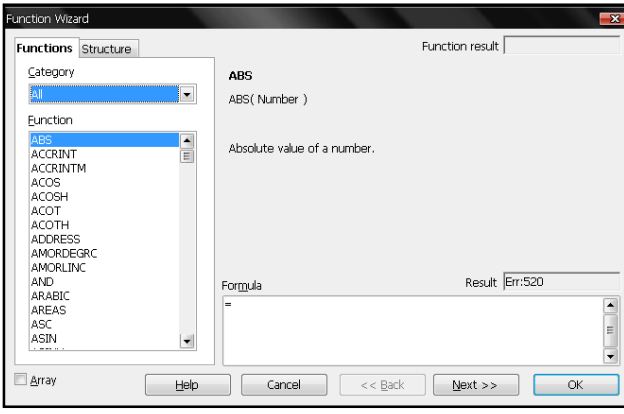 Function Wizard
Functions Structure
Function result
Category
All
Function
ABS
ACCRINT
ACCRINTM
ACOS
ACOSH
ACOT
ACOTH
ADDRESS
AMORDEGRC
AMORLINC
AND
ARABIC
AREAS
ASC
ASIN
ABS
ABS( Number )
Absolute value of a number.
Formula
Result Err:520
=
Array
Help
Cancel
<< Back
Next >>
OK